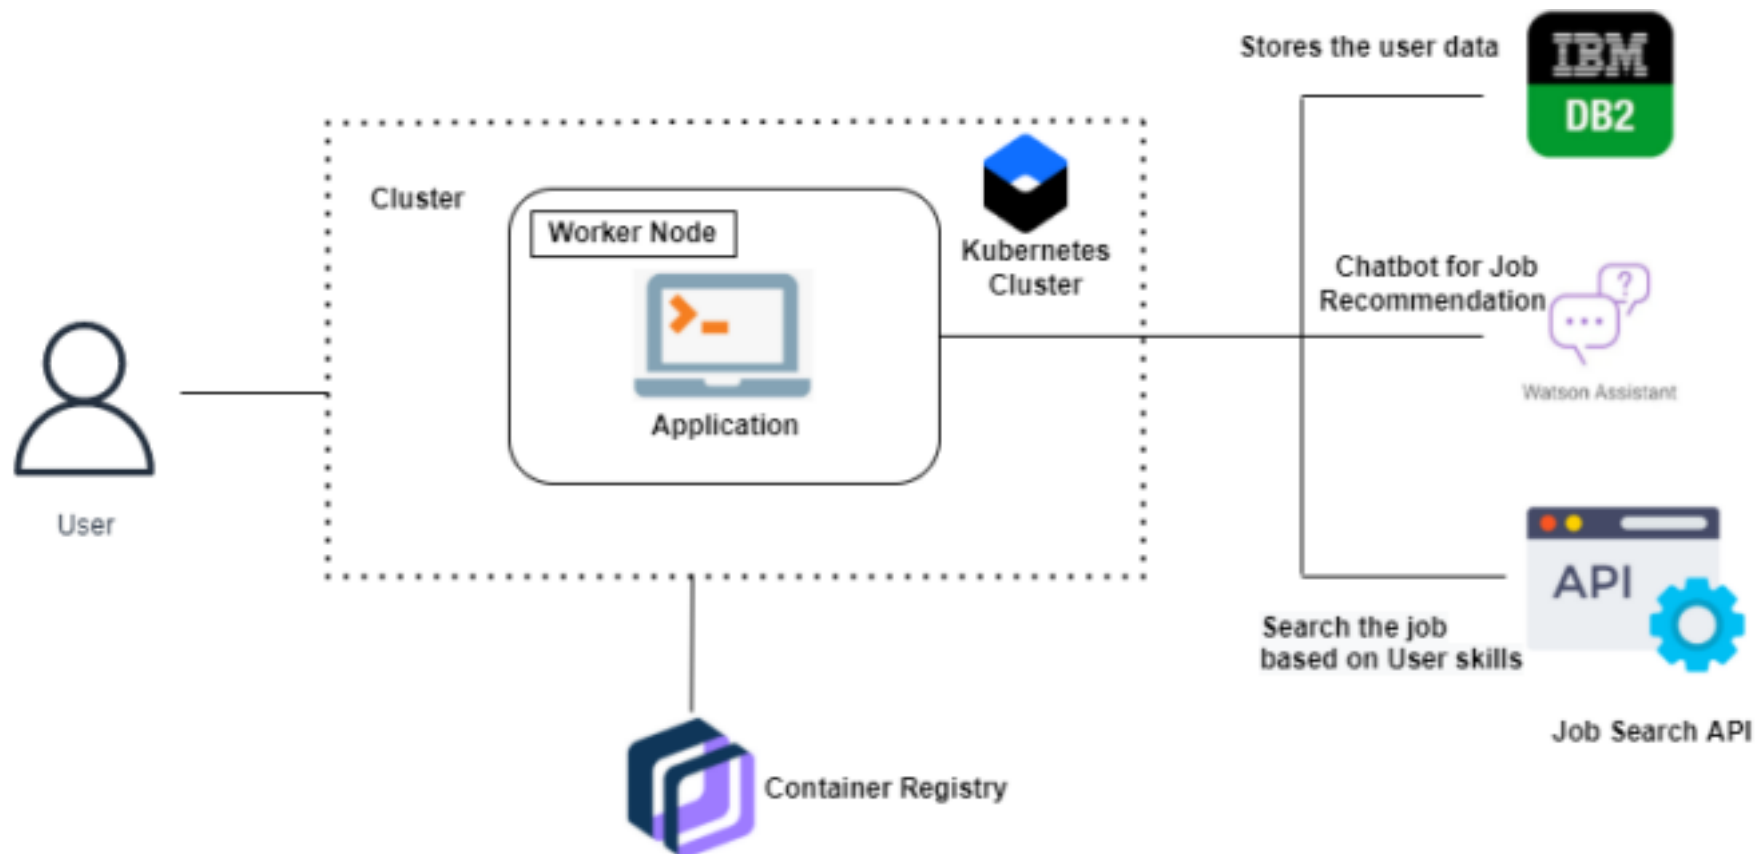 Stores the user data
IBM
DB2
Cluster
Worker Node
Kubernetes
Cluster
Application
Chatbot for Job
Recommendation
?
Watson Assistant
User
API
Search the job
based on User skills
Job Search API
Container Registry